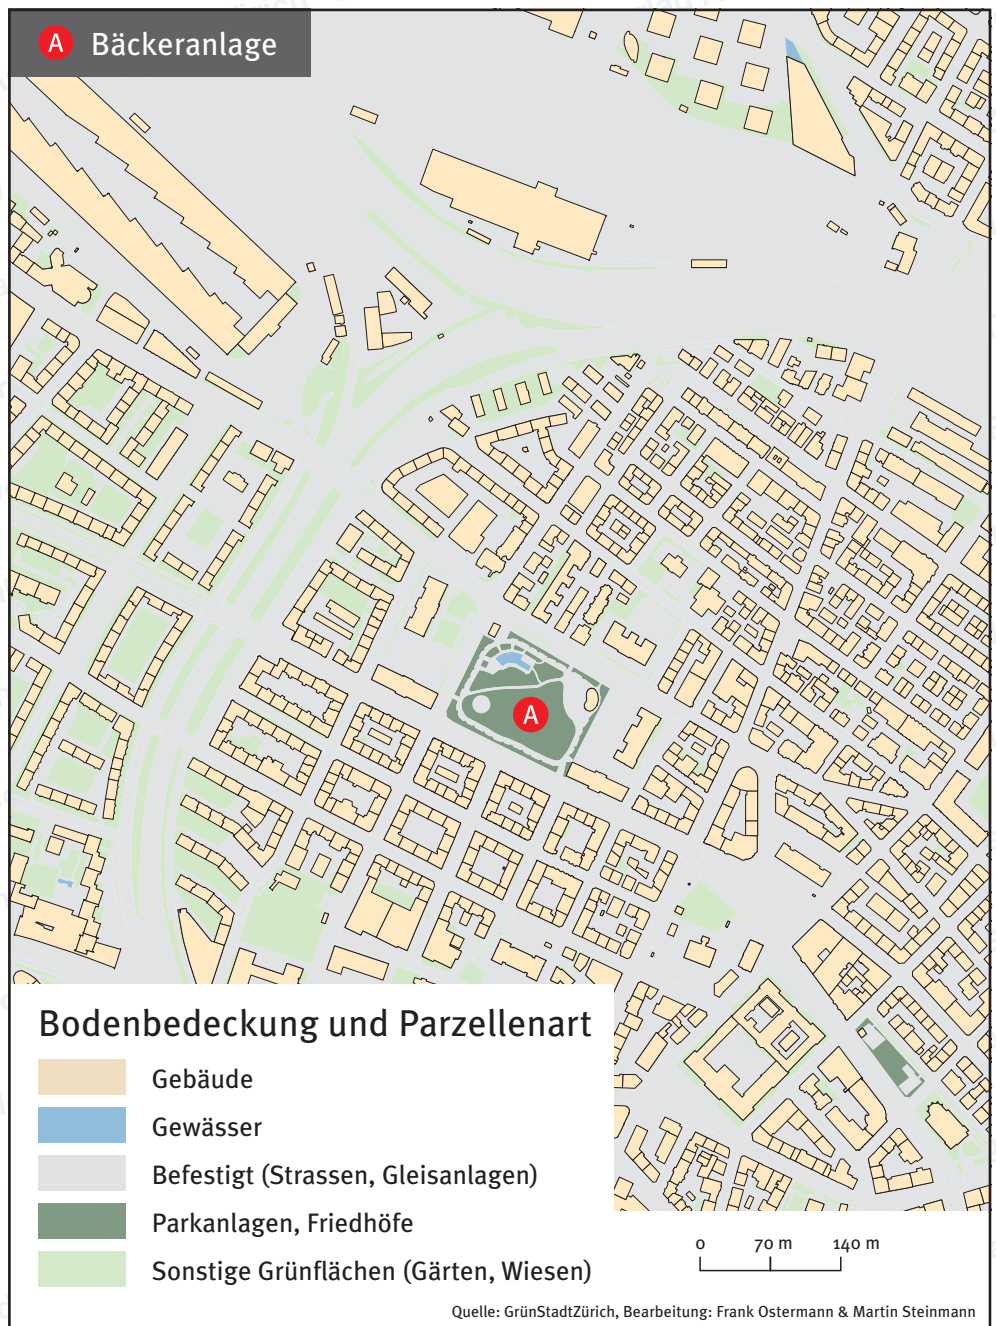 A Bäckeranlage
A
Bodenbedeckung und Parzellenart
Gebäude
Gewässer
Befestigt (Strassen, Gleisanlagen)
Parkanlagen, Friedhöfe
Sonstige Grünflächen (Gärten, Wiesen)
0 70 m 140 m
Quelle: GrünStadtZürich, Bearbeitung: Frank Ostermann & Martin Steinmann